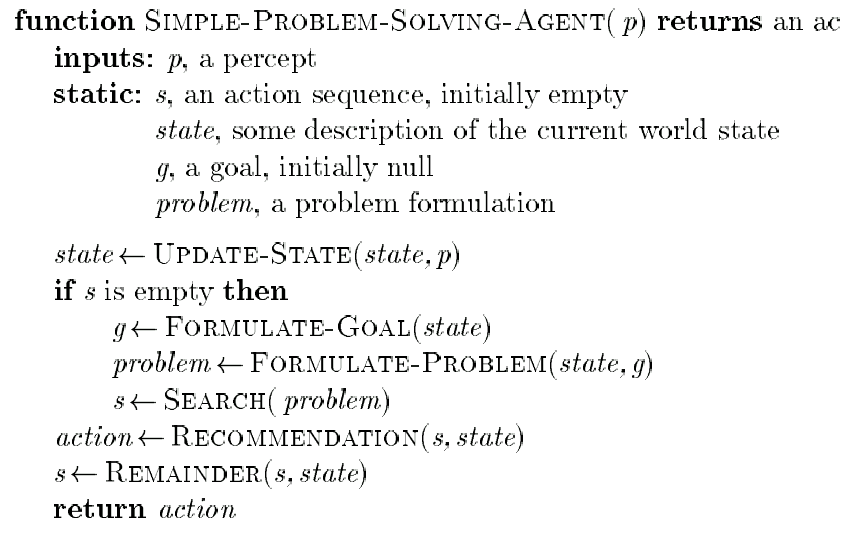 function SIMPLE-PROBLEM-SOLVING-AGENT( p) returns an ac
inputs: p, a percept
static: s, an action sequence, initially empty
state, some description of the current world state
g, a goal, initially null
problem, a problem formulation
state ← UPDATE-STATE(state, p)
if s is empty then
g ← FORMULATE-GOAL(state)
problem ← FORMULATE-PROBLEM(state, g)
s ← SEARCH( problem)
action ← RECOMMENDATION(s, state)
s ← REMAINDER(s, state)
return action